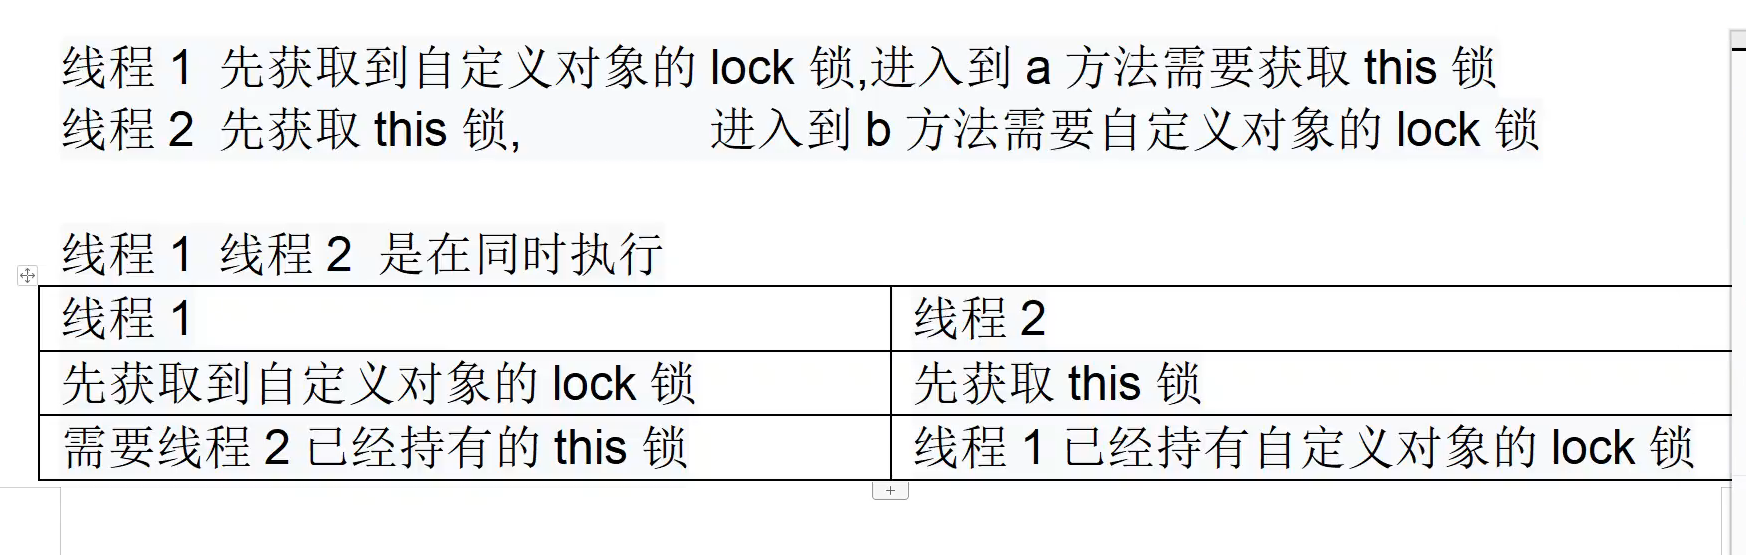 线程 1  先获取到自定义对象的 lock 锁,进入到 a 方法需要获取 this 锁
线程 2  先获取 this 锁,             进入到 b 方法需要自定义对象的 lock 锁
线程 1  线程 2  是在同时执行
线程 1
线程 2
先获取到自定义对象的 lock 锁
先获取 this 锁
需要线程 2 已经持有的 this 锁
线程 1 已经持有自定义对象的 lock 锁